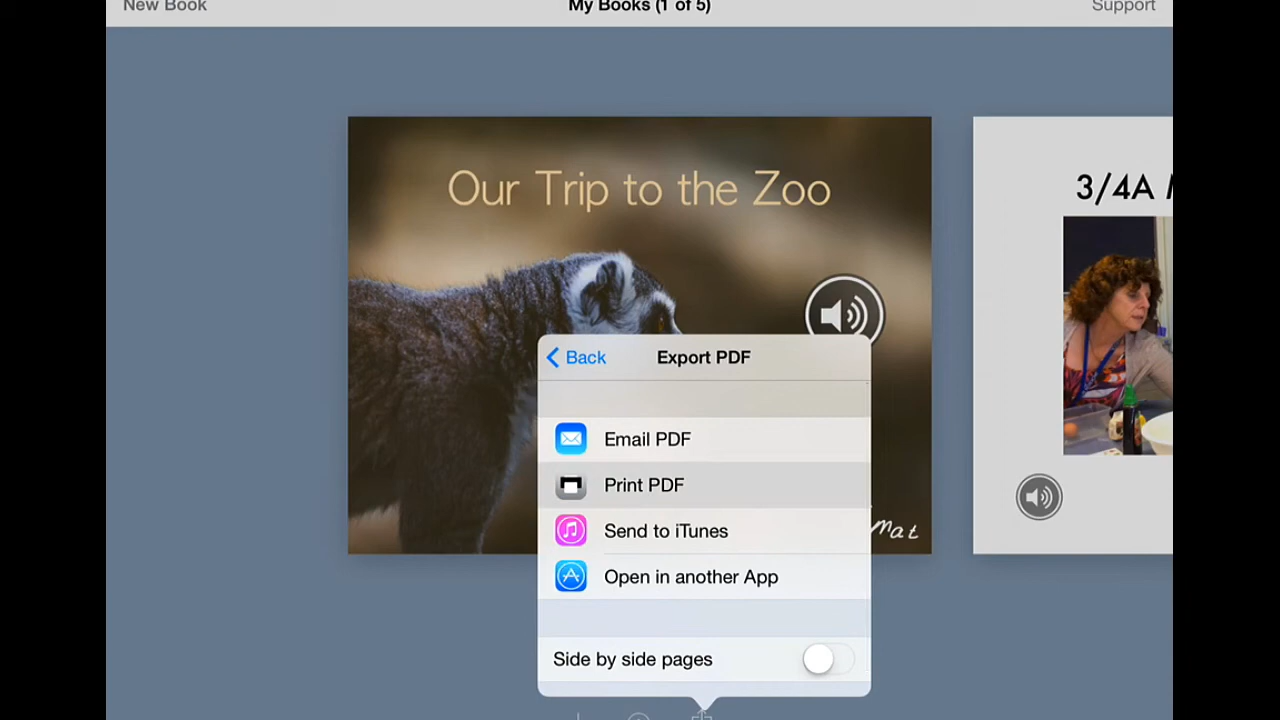 New Book
My Books (1 of 5)
Support
Our Trip to the Zoo
3/4A
Back
Export PDF
Email PDF
Print PDF
Send to iTunes
Open in another App
Mat
Side by side pages